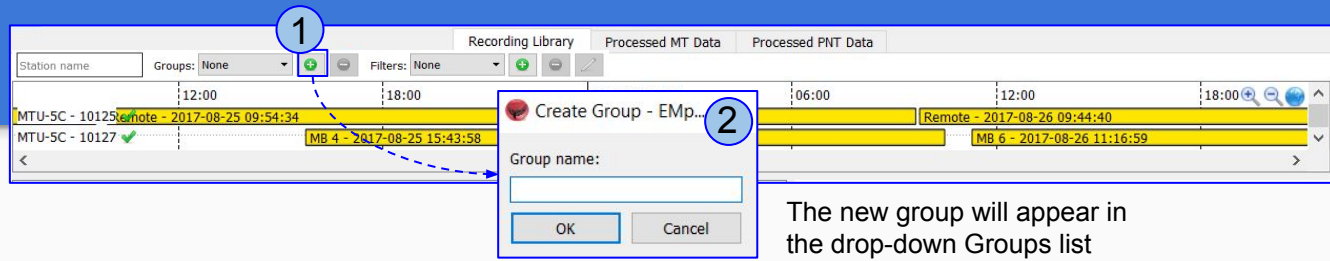 1
Recording Library Processed MT Data Processed PNT Data
Station name Groups: None Filters: None
12:00 18:00 06:00 12:00 18:00
MTU-5C - 10125 Remote - 2017-08-25 09:54:34 Remote - 2017-08-26 09:44:40
MTU-5C - 10127 MB 4 - 2017-08-25 15:43:58 MB 6 - 2017-08-26 11:16:59
Create Group - EMp... 2
Group name:
OK Cancel
The new group will appear in
the drop-down Groups list